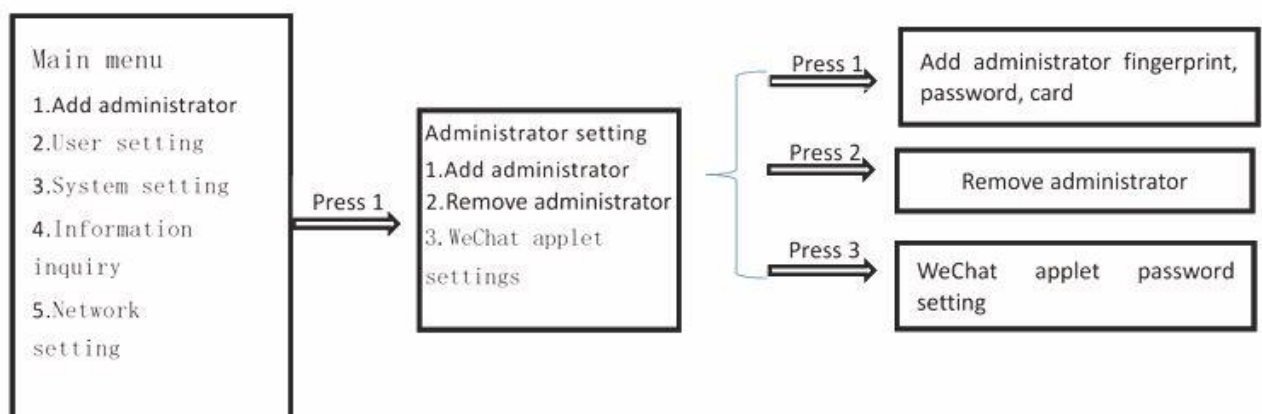 Main menu
1.Add administrator
2.User setting
3.System setting
4.Information
inquiry
5.Network
setting
Press 1
Administrator setting
1.Add administrator
2.Remove administrator
3.WeChat applet
settings
Press 1
Add administrator fingerprint,
password, card
Press 2
Remove administrator
Press 3
WeChat applet password
setting